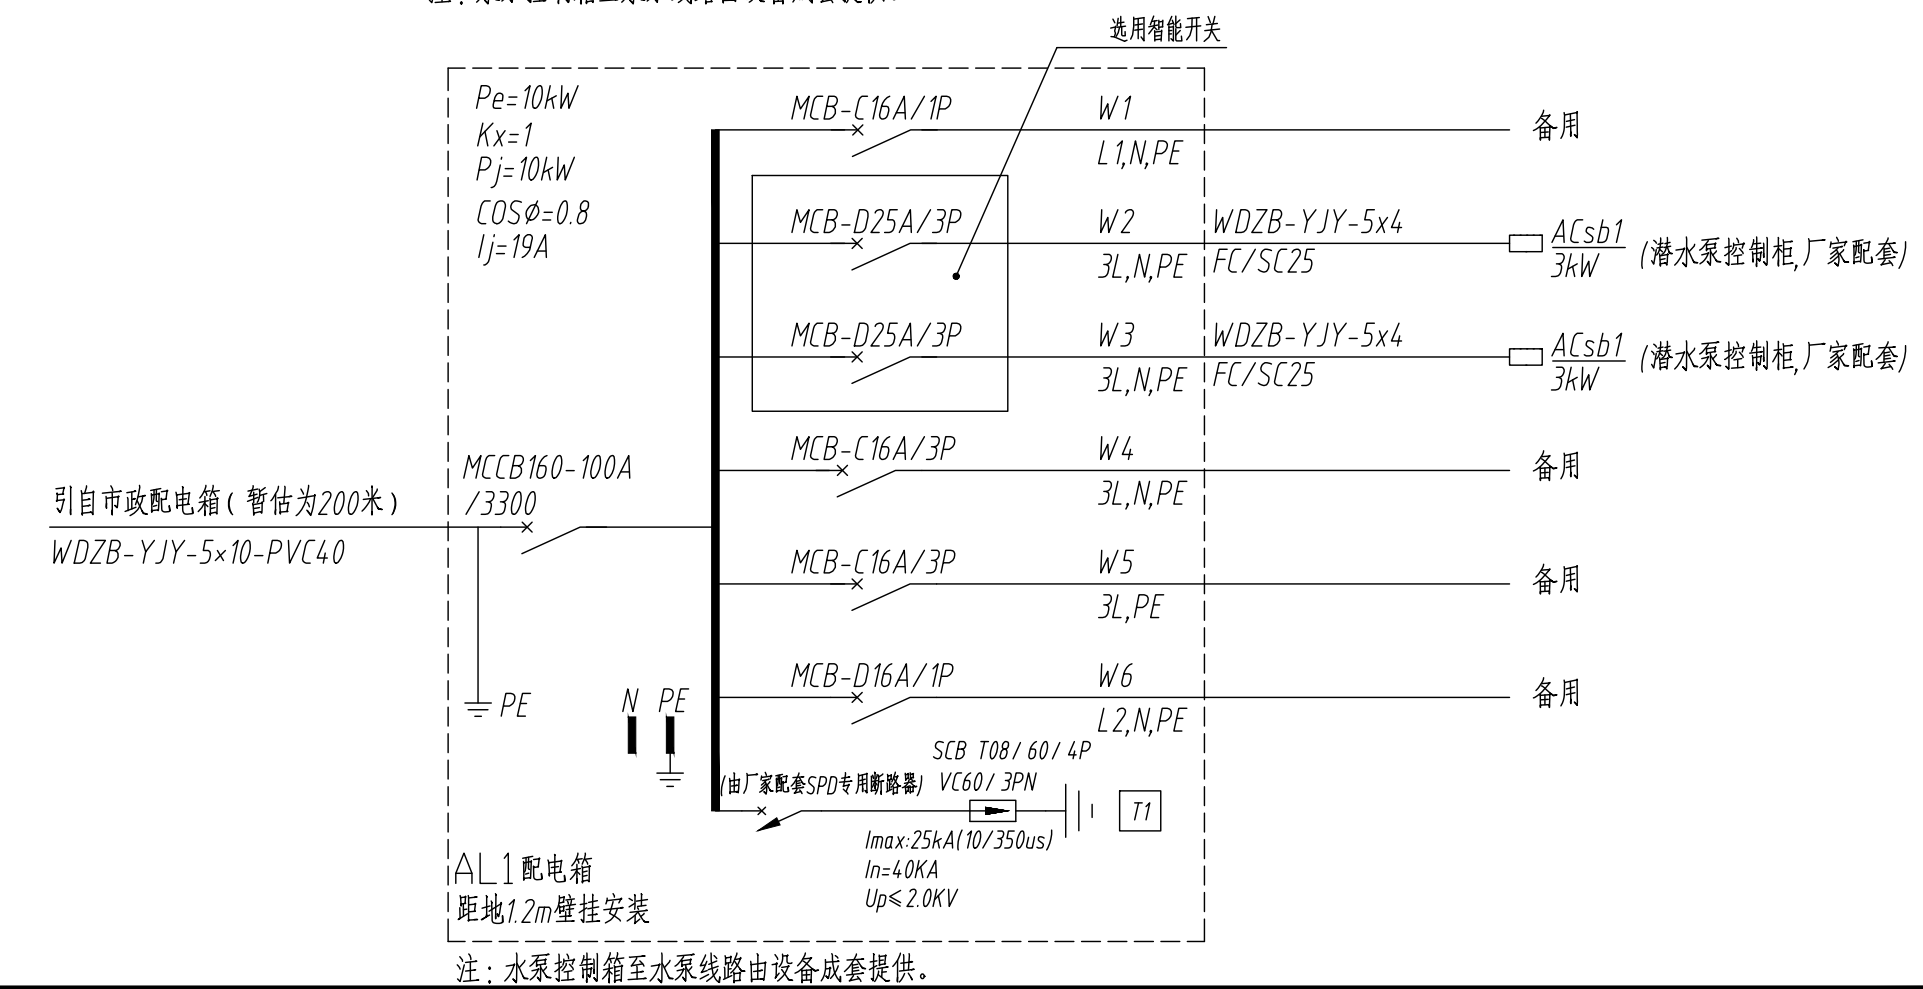 选用智能开关
Pe=10kW
Kx=1
Pj=10kW
COSϕ=0.8
Ij=19A
MCB-C16A/1P
W1
L1,N,PE
备用
MCB-D25A/3P
W2
3L,N,PE
WDZB-YJY-5x4
FC/SC25
ACsb1
3kW
(潜水泵控制柜,厂家配套)
MCB-D25A/3P
W3
3L,N,PE
WDZB-YJY-5x4
FC/SC25
ACsb1
3kW
(潜水泵控制柜,厂家配套)
MCB-C16A/3P
W4
3L,N,PE
备用
引自市政配电箱(暂估为200米)
WDZB-YJY-5×10-PVC40
MCCB160-100A
/3300
PE
MCB-C16A/3P
W5
3L,PE
备用
MCB-D16A/1P
W6
L2,N,PE
备用
N PE
(由厂家配套SPD专用断路器)
SCB T08/60/4P
VC60/3PN
T1
Imax:25kA(10/350us)
In=40KA
Up≤2.0KV
AL1配电箱
距地1.2m壁挂安装
注:水泵控制箱至水泵线路由设备成套提供。